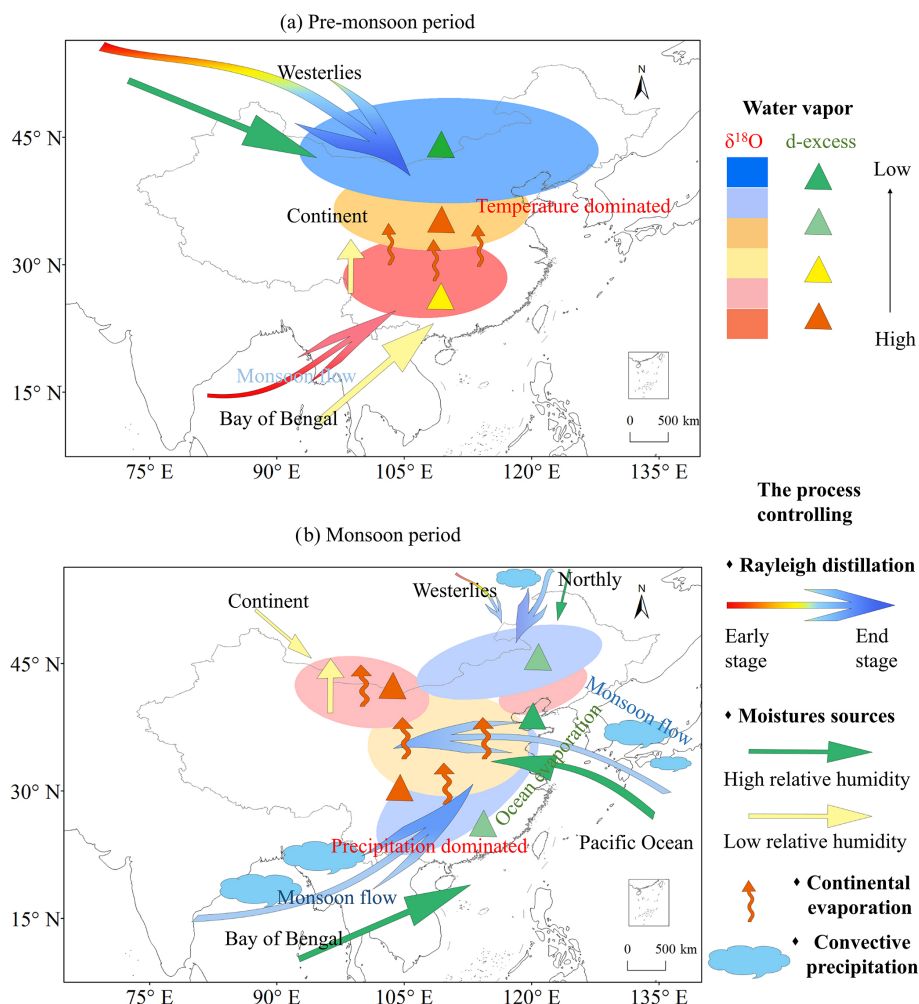 (a) Pre-monsoon period
Westerlies
N
45° N
Continent
Temperature dominated
30° N
Monsoon flow
15° N
Bay of Bengal
0 500 km
75° E 90° E 105° E 120° E 135° E
Water vapor
δ¹⁸O d-excess
Low
High
(b) Monsoon period
Continent
Westerlies
Northly
N
45° N
Monsoon flow
Ocean evaporation
30° N
Pacific Ocean
Precipitation dominated
Monsoon flow
15° N
Bay of Bengal
0 500 km
75° E 90° E 105° E 120° E 135° E
The process
controlling
Rayleigh distillation
Early
stage
End
stage
Moistures sources
High relative humidity
Low relative humidity
Continental
evaporation
Convective
precipitation